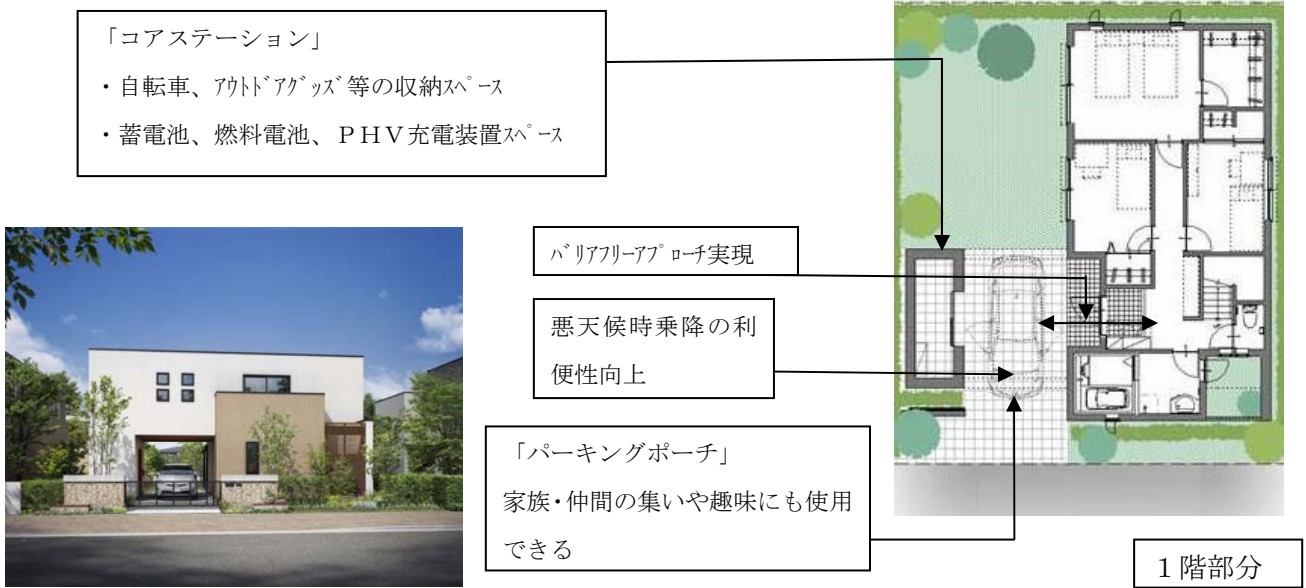 「コアステーション」
・自転車、ｱｳﾄﾄﾞｱｸﾞｯｽﾞ等の収納ｽﾍﾟｰｽ
・蓄電池、燃料電池、ＰＨＶ充電装置ｽﾍﾟｰｽ
ﾊﾞﾘｱﾌﾘｰｱﾌﾟﾛｰﾁ実現
悪天候時乗降の利
便性向上
「パーキングポーチ」
家族・仲間の集いや趣味にも使用
できる
１階部分